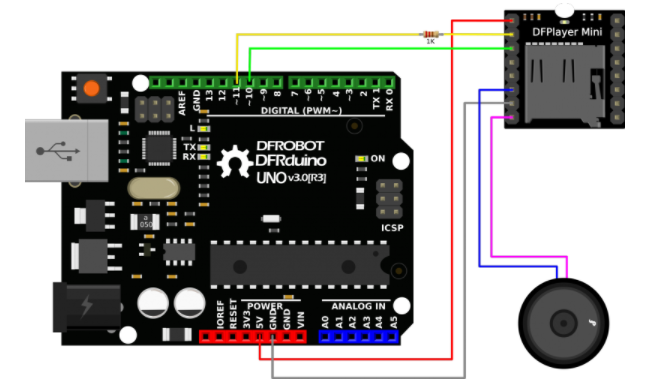 DFPlayer Mini
1K
AREF
GND
13
12
~11
~10
~9
8
7
~6
~5
4
~3
2
TX 1
RX 0
DIGITAL (PWM~)
L
TX
RX
DFROBOT
DFRduino
UNO v3.0[R3]
ON
ICSP
a
050
POWER
ANALOG IN
IOREF
RESET
3V3
5V
GND
GND
VIN
A0
A1
A2
A3
A4
A5